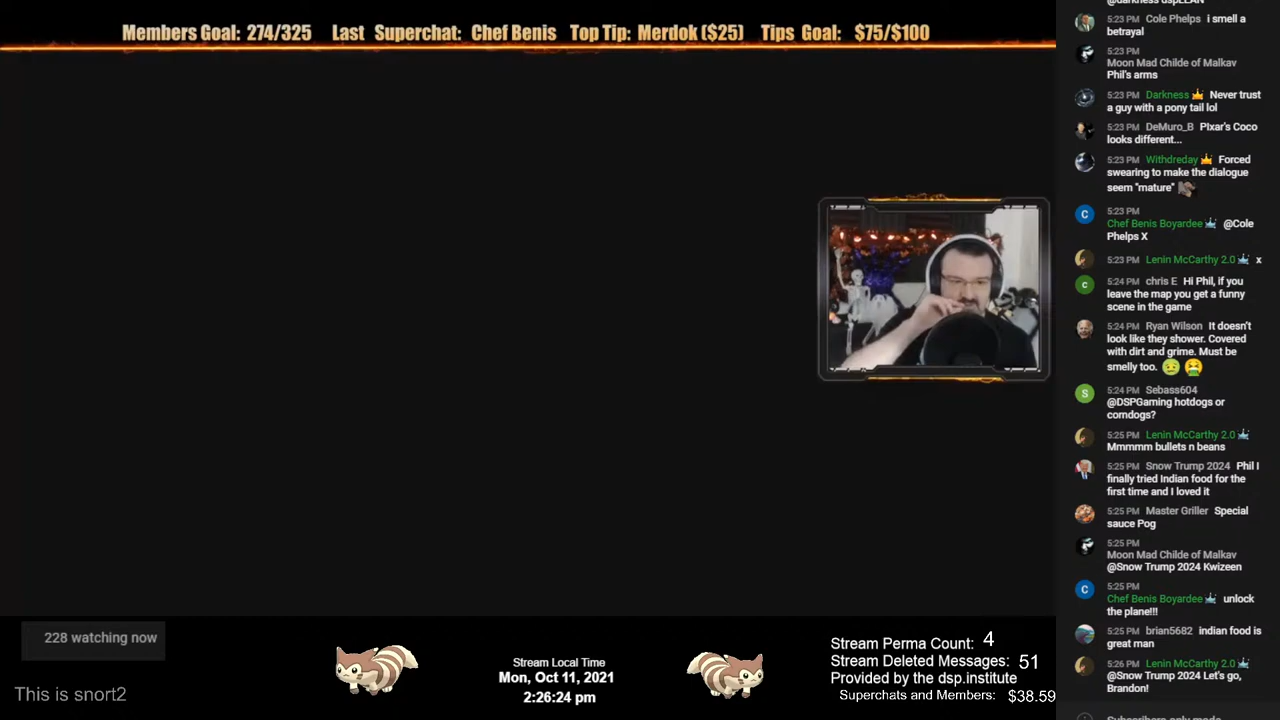 Members Goal: 274/325 Last Superchat: Chef Benis Top Tip: Merdok ($25) Tips Goal: $75/$100
5:23 PM Cole Phelps i smell a
betrayal
5:23 PM
Moon Mad Childe of Malkav
Phil's arms
5:23 PM Darkness Never trust
a guy with a pony tail lol
5:23 PM DeMuro_B PIxar's Coco
looks different...
5:23 PM Withdreday Forced
swearing to make the dialogue
seem "mature"
C
5:23 PM
Chef Benis Boyardee @Cole
Phelps X
5:23 PM Lenin McCarthy 2.0 x
c
5:24 PM chris E Hi Phil, if you
leave the map you get a funny
scene in the game
5:24 PM Ryan Wilson It doesn't
look like they shower. Covered
with dirt and grime. Must be
smelly too.
S
5:24 PM Sebass604
@DSPGaming hotdogs or
corndogs?
5:25 PM Lenin McCarthy 2.0
Mmmmm bullets n beans
5:25 PM Snow Trump 2024 Phil I
finally tried Indian food for the
first time and I loved it
5:25 PM Master Griller Special
sauce Pog
5:25 PM
Moon Mad Childe of Malkav
@Snow Trump 2024 Kwizeen
C
5:25 PM
Chef Benis Boyardee unlock
the plane!!!
5:25 PM brian5682 indian food is
great man
5:26 PM Lenin McCarthy 2.0
@Snow Trump 2024 Let's go,
Brandon!
228 watching now
This is snort2
Stream Local Time
Mon, Oct 11, 2021
2:26:24 pm
Stream Perma Count: 4
Stream Deleted Messages: 51
Provided by the dsp.institute
Superchats and Members: $38.59